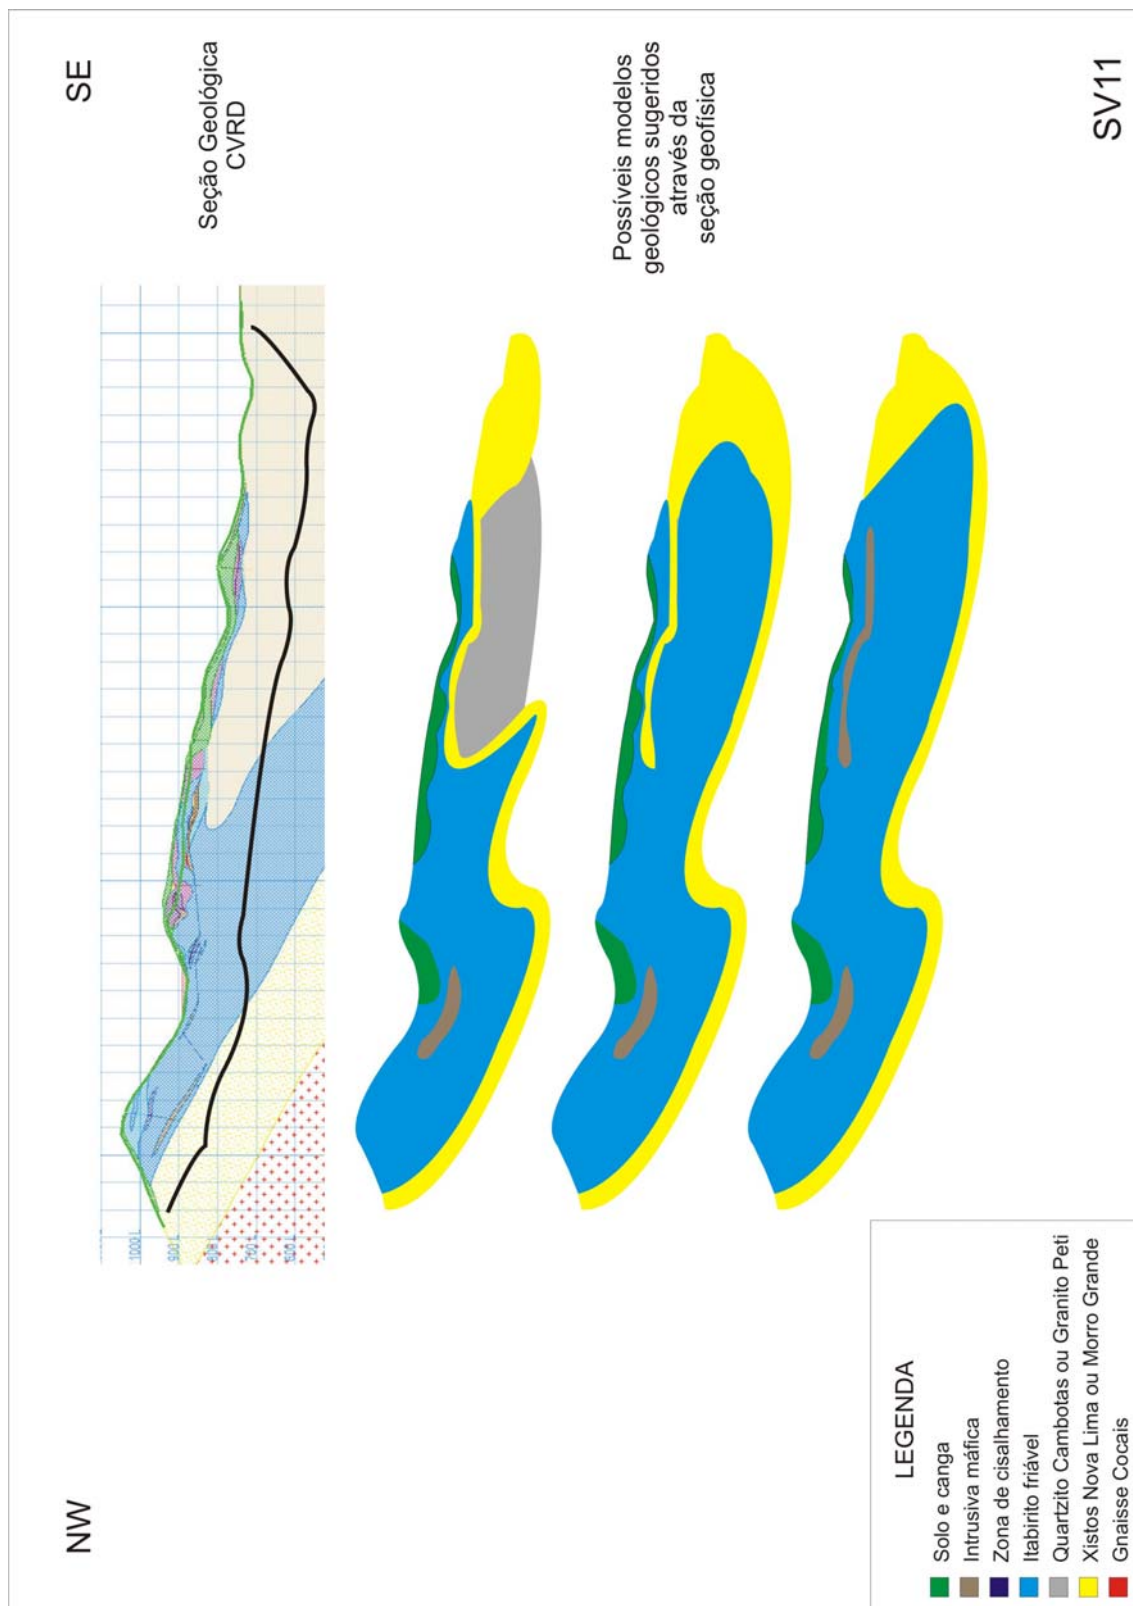 NW
SE
Seção Geológica
CVRD
1000
900
Possíveis modelos
geológicos sugeridos
através da
seção geofísica
LEGENDA
Solo e canga
Intrusiva máfica
Zona de cisalhamento
Itabirito friável
Quartzito Cambotas ou Granito Peti
Xistos Nova Lima ou Morro Grande
Gnaisse Cocais
SV11